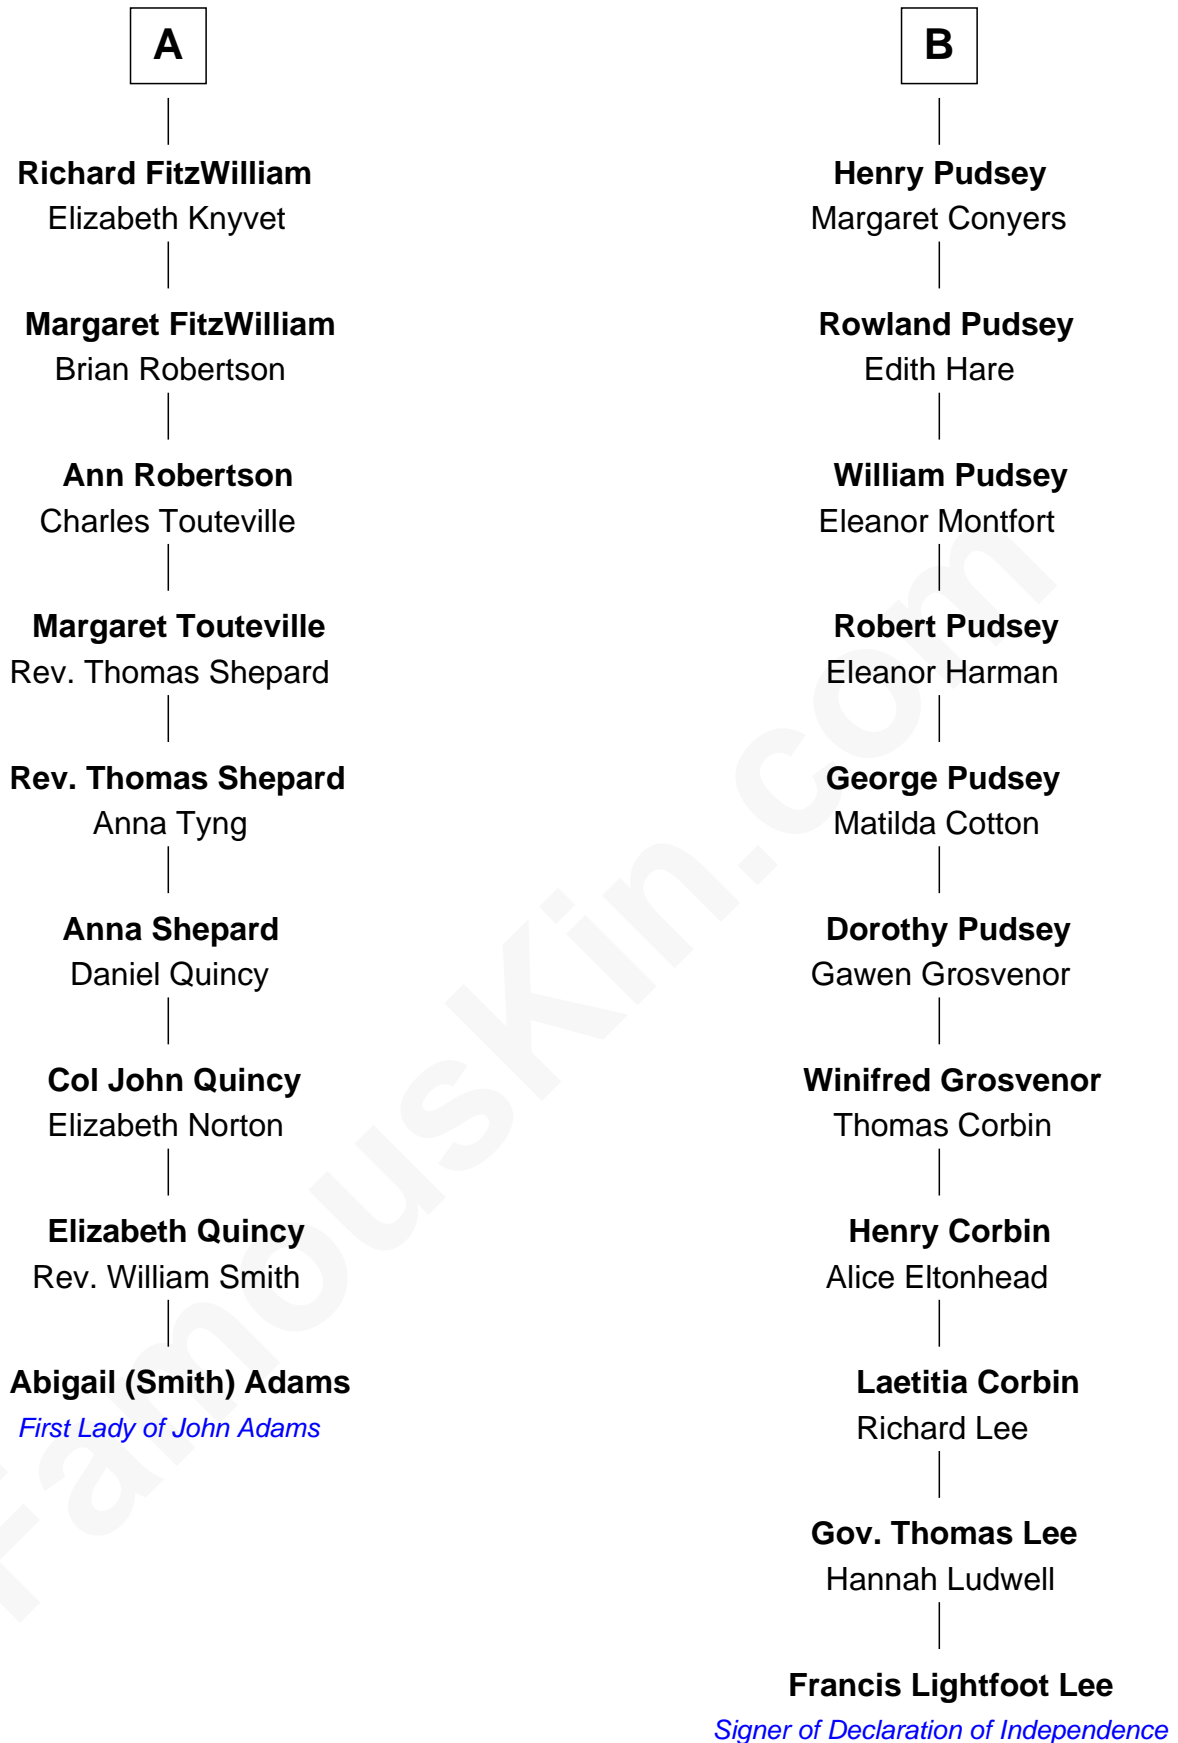 A
Richard FitzWilliam
Elizabeth Knyvet
Margaret FitzWilliam
Brian Robertson
Ann Robertson
Charles Touteville
Margaret Touteville
Rev. Thomas Shepard
Rev. Thomas Shepard
Anna Tyng
Anna Shepard
Daniel Quincy
Col John Quincy
Elizabeth Norton
Elizabeth Quincy
Rev. William Smith
Abigail (Smith) Adams
First Lady of John Adams
B
Henry Pudsey
Margaret Conyers
Rowland Pudsey
Edith Hare
William Pudsey
Eleanor Montfort
Robert Pudsey
Eleanor Harman
George Pudsey
Matilda Cotton
Dorothy Pudsey
Gawen Grosvenor
Winifred Grosvenor
Thomas Corbin
Henry Corbin
Alice Eltonhead
Laetitia Corbin
Richard Lee
Gov. Thomas Lee
Hannah Ludwell
Francis Lightfoot Lee
Signer of Declaration of Independence
FamousKin.com